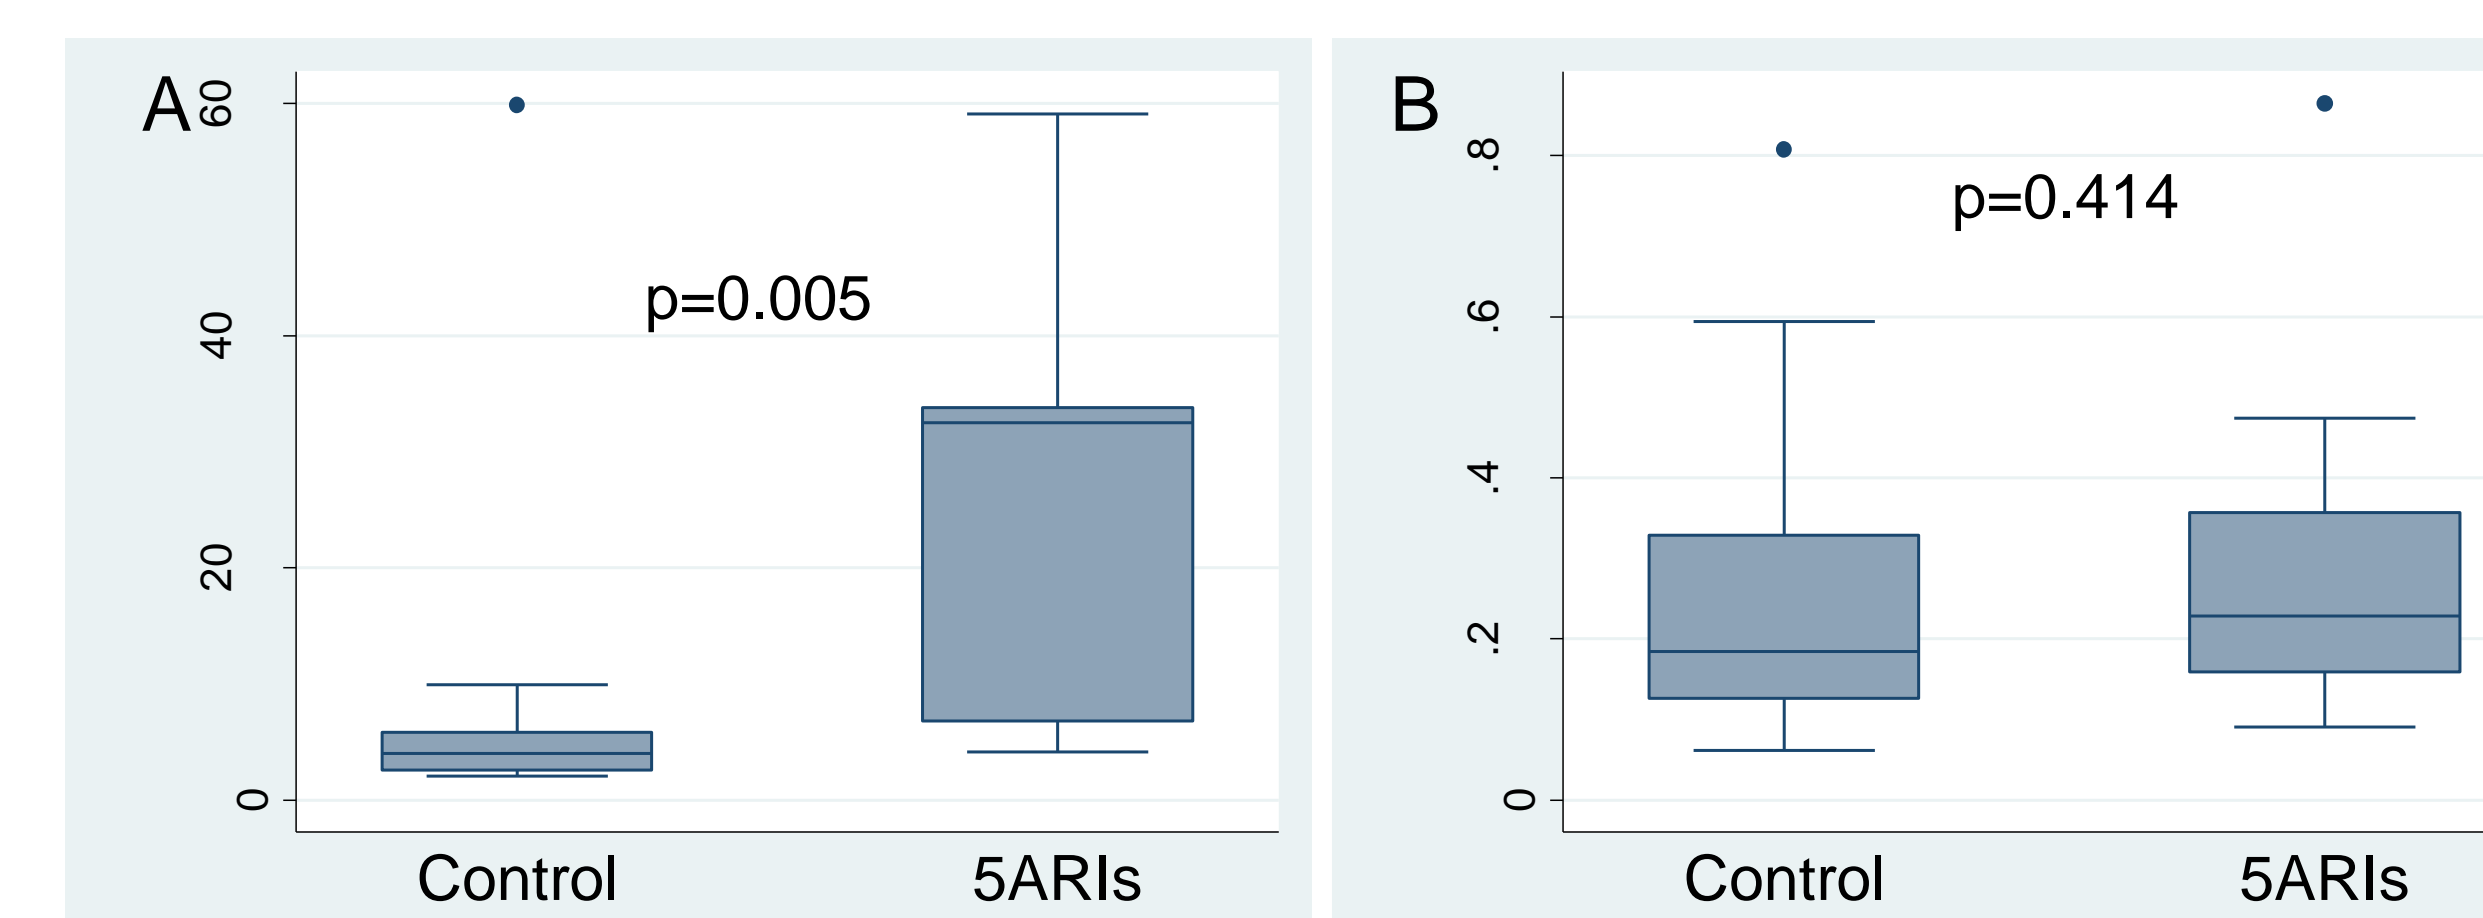 A
60
40
20
0
p=0.005
Control
5ARIs
B
.8
.6
.4
.2
0
p=0.414
Control
5ARIs